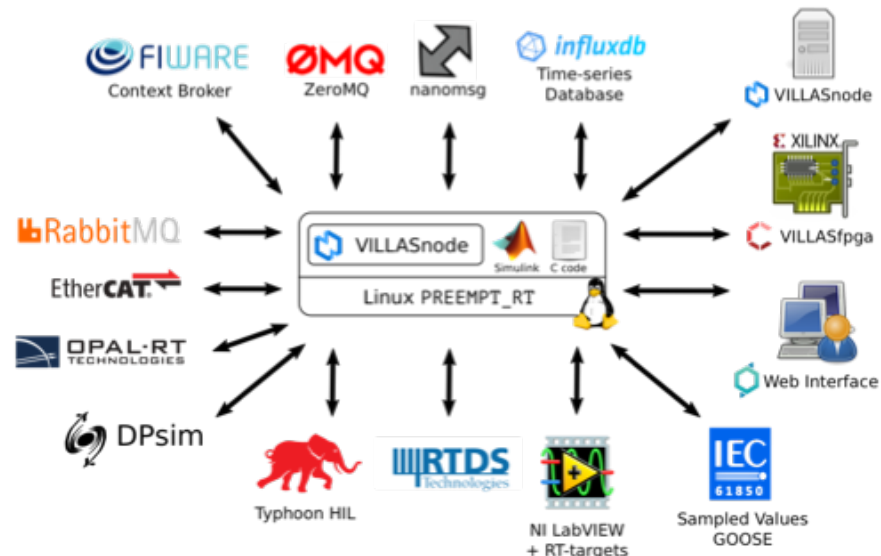 FIWARE
Context Broker
ØMQ
ZeroMQ
nanomsg
influxdb
Time-series
Database
VILLASnode
XILINX
VILLASfpga
RabbitMQ
EtherCAT®
VILLASnode
Simulink
C code
Linux PREEMPT_RT
OPAL-RT
TECHNOLOGIES
Web Interface
DPsim
Typhoon HIL
RTDS
Technologies
NI LabVIEW
+ RT-targets
IEC
61850
Sampled Values
GOOSE